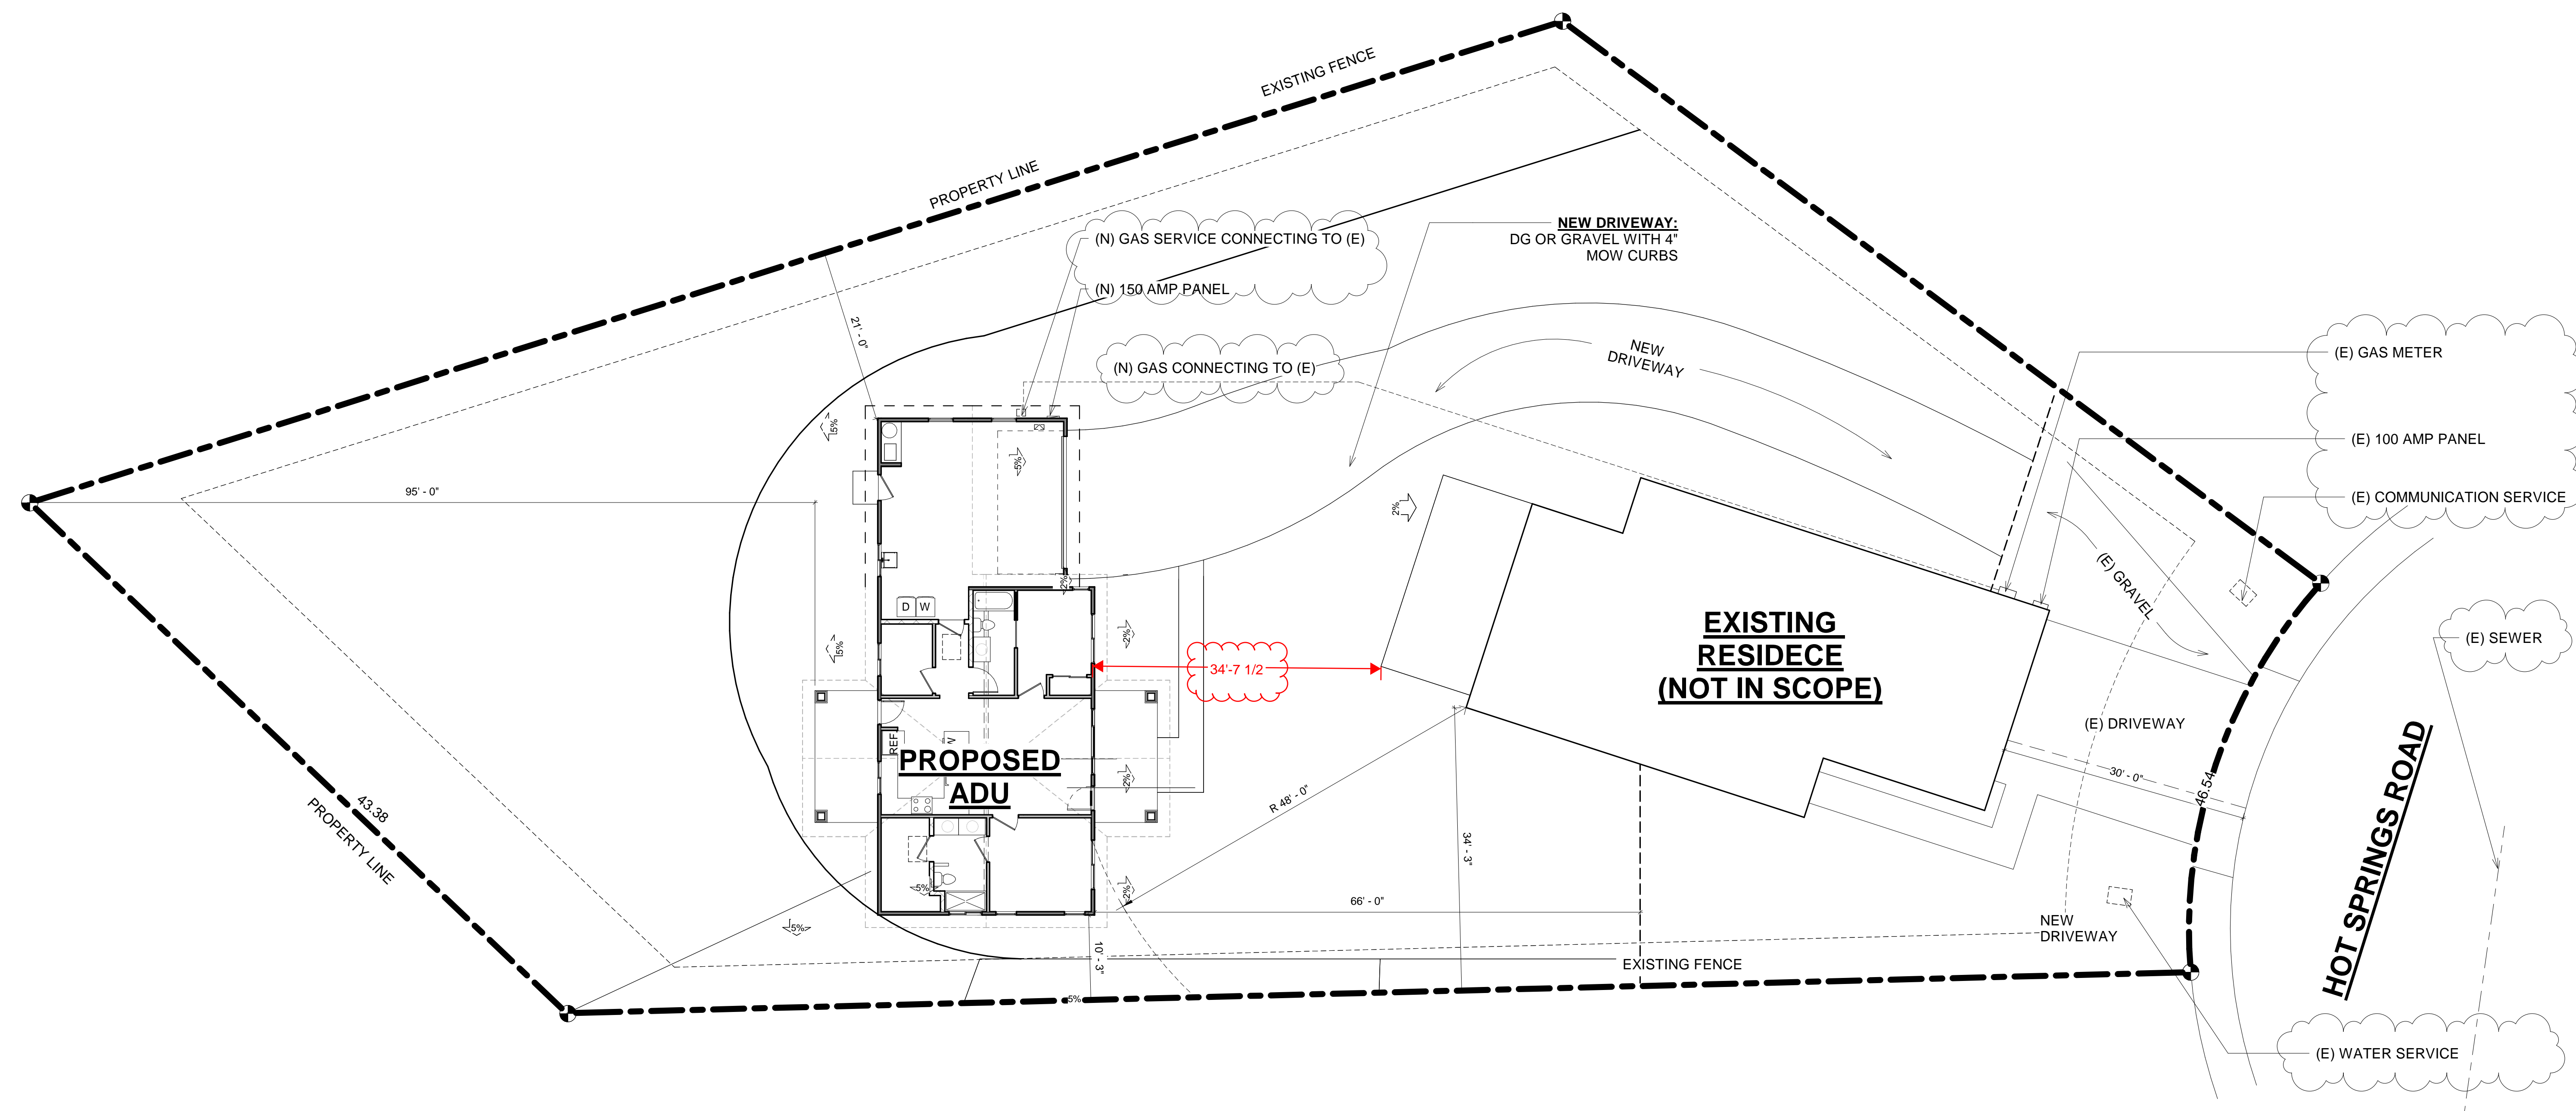 EXISTING FENCE
PROPERTY LINE
(N) GAS SERVICE CONNECTING TO (E)
(N) 150 AMP PANEL
NEW DRIVEWAY:
DG OR GRAVEL WITH 4"
MOW CURBS
(N) GAS CONNECTING TO (E)
NEW
DRIVEWAY
21' - 0"
95' - 0"
5%
5%
2%
2%
D W
5%
2%
34'-7 1/2
EXISTING
RESIDECE
(NOT IN SCOPE)
(E) GAS METER
(E) 100 AMP PANEL
(E) COMMUNICATION SERVICE
(E) GRAVEL
(E) SEWER
(E) DRIVEWAY
30' - 0"
46.54
HOT SPRINGS ROAD
REF.
PROPOSED
ADU
2%
R 48' - 0"
34' - 3"
43.38
PROPERTY LINE
5%
5%
2%
66' - 0"
10' - 3"
NEW
DRIVEWAY
EXISTING FENCE
5%
(E) WATER SERVICE